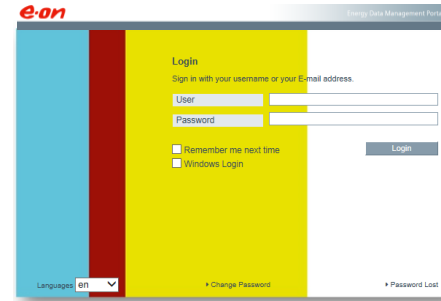 e·on
Energy Data Management Porta
Login
Sign in with your username or your E-mail address.
User
Password
Remember me next time
Login
Windows Login
Languages en
Change Password
Password Lost